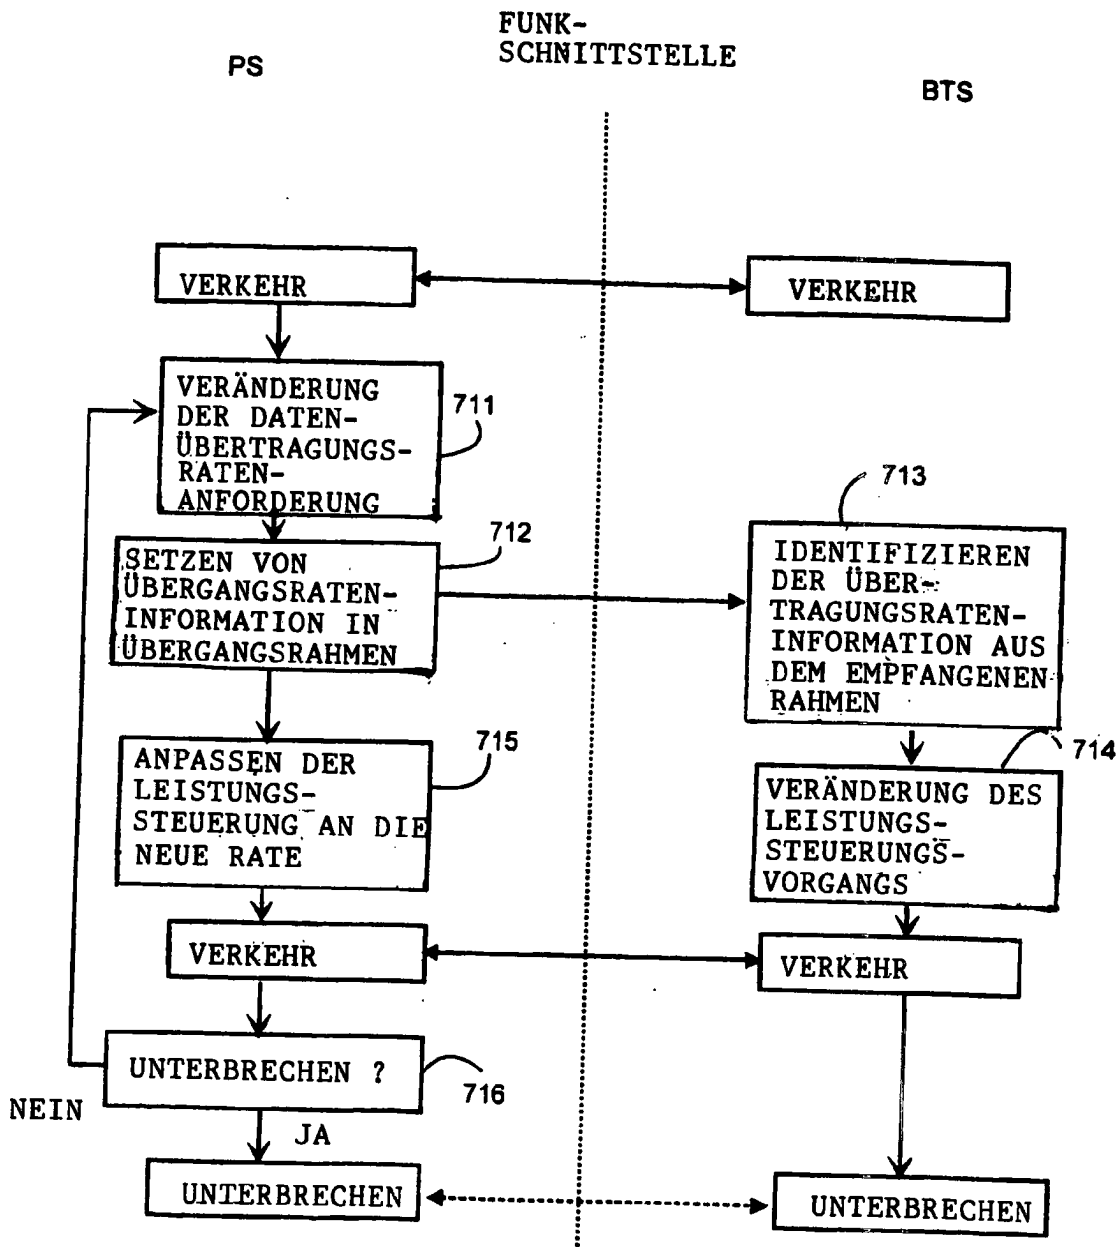 FUNK-
SCHNITTSTELLE
PS
BTS
VERKEHR
VERKEHR
VERÄNDERUNG
DER DATEN-
ÜBERTRAGUNGS-
RATEN-
ANFORDERUNG
711
SETZEN VON
ÜBERGANGSRATEN-
INFORMATION IN
ÜBERGANGSRAHMEN
712
713
IDENTIFIZIEREN
DER ÜBER-
TRAGUNGSRATEN-
INFORMATION AUS
DEM EMPFANGENEN
RAHMEN
ANPASSEN DER
LEISTUNGS-
STEUERUNG AN DIE
NEUE RATE
715
714
VERÄNDERUNG DES
LEISTUNGS-
STEUERUNGS-
VORGANGS
VERKEHR
VERKEHR
UNTERBRECHEN ?
716
NEIN
JA
UNTERBRECHEN
UNTERBRECHEN